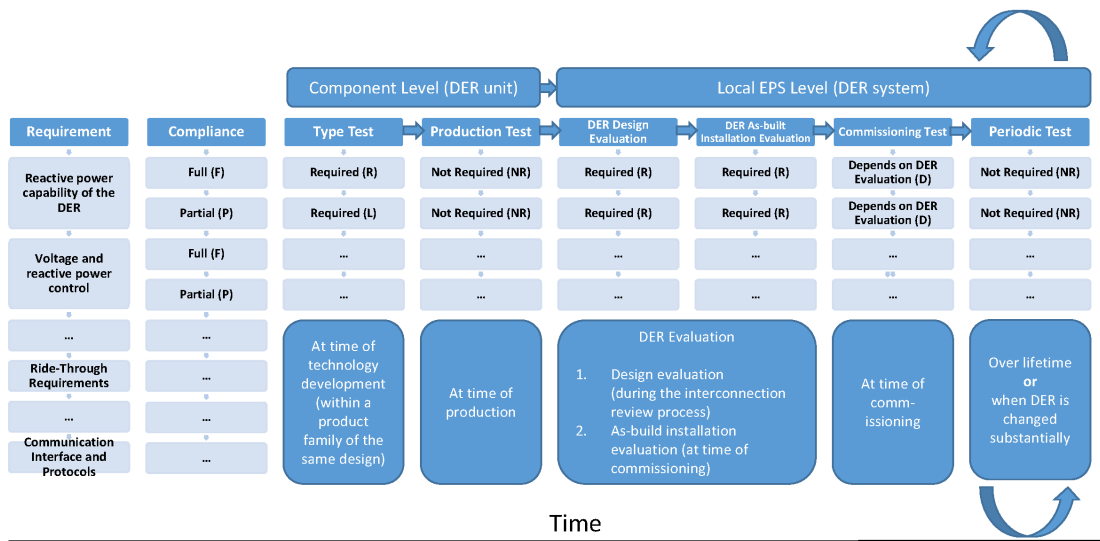 Component Level (DER unit)
Local EPS Level (DER system)
Requirement
Compliance
Type Test
Production Test
DER Design
Evaluation
DER As-built
Installation Evaluation
Commissioning Test
Periodic Test
Reactive power
capability of the
DER
Full (F)
Required (R)
Not Required (NR)
Required (R)
Required (R)
Depends on DER
Evaluation (D)
Not Required (NR)
Partial (P)
Required (L)
Not Required (NR)
Required (R)
Required (R)
Depends on DER
Evaluation (D)
Not Required (NR)
Voltage and
reactive power
control
Full (F)
...
...
...
...
...
...
Partial (P)
...
...
...
...
...
...
...
...
Ride-Through
Requirements
...
...
...
Communication
Interface and
Protocols
...
At time of
technology
development
(within a
product
family of the
same design)
At time of
production
DER Evaluation
1. Design evaluation
(during the interconnection
review process)
2. As-build installation
evaluation (at time of
commissioning)
At time of
comm-
issioning
Over lifetime
or
when DER is
changed
substantially
Time